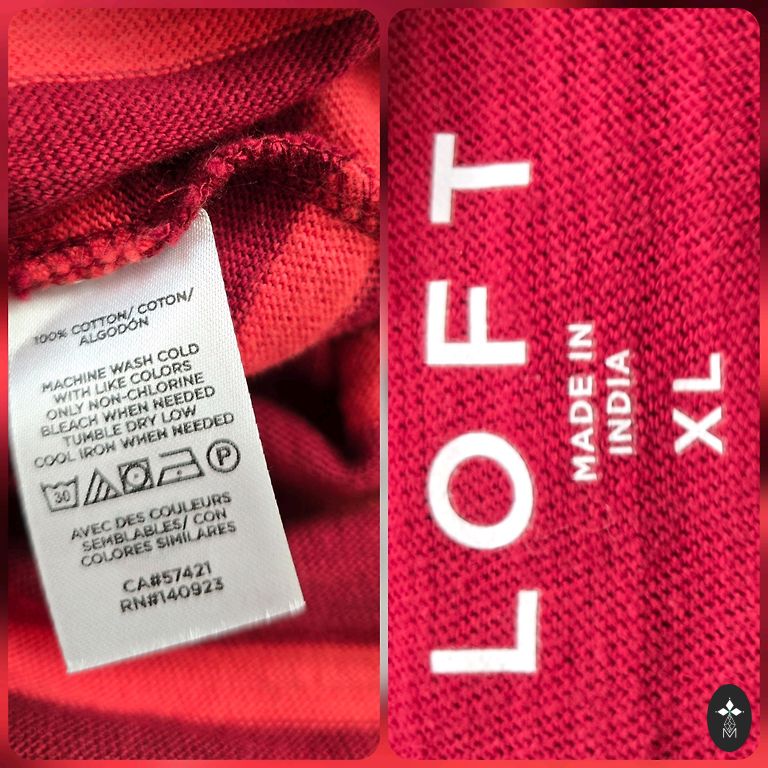 100% COTTON/ COTON/
ALGODÓN
MACHINE WASH COLD
WITH LIKE COLORS
ONLY NON-CHLORINE
BLEACH WHEN NEEDED
TUMBLE DRY LOW
COOL IRON WHEN NEEDED
30 P
AVEC DES COULEURS
SEMBLABLES/ CON
COLORES SIMILARES
CA#57421
RN#140923
LOFT
MADE IN
INDIA
XL
M